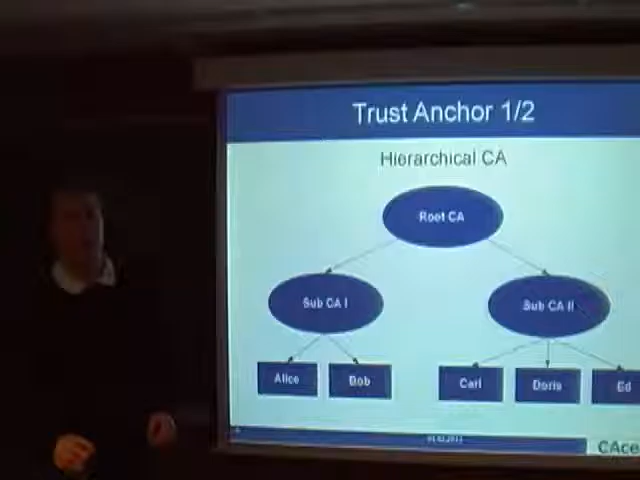 Trust Anchor 1/2
Hierarchical CA
Root CA
Sub CA I
Sub CA II
Alice
Bob
Carl
Doris
Ed
CAce